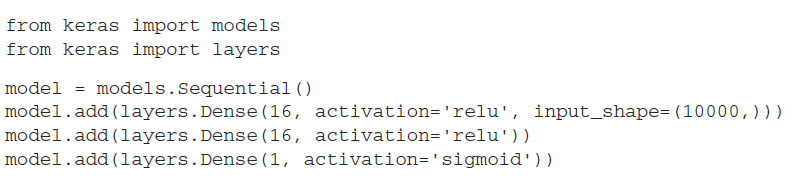 from keras import models
from keras import layers
model = models.Sequential()
model.add(layers.Dense(16, activation='relu', input_shape=(10000,)))
model.add(layers.Dense(16, activation='relu'))
model.add(layers.Dense(1, activation='sigmoid'))